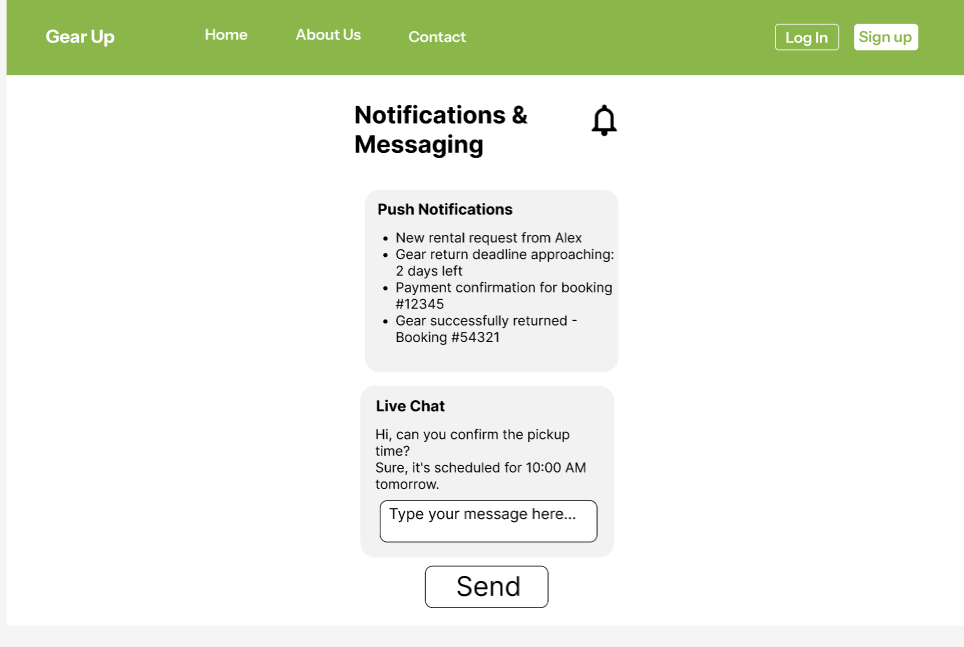 Gear Up
Home
About Us
Contact
Log In
Sign up
Notifications &
Messaging
Push Notifications
• New rental request from Alex
• Gear return deadline approaching:
2 days left
• Payment confirmation for booking
#12345
• Gear successfully returned -
Booking #54321
Live Chat
Hi, can you confirm the pickup
time?
Sure, it's scheduled for 10:00 AM
tomorrow.
Type your message here...
Send